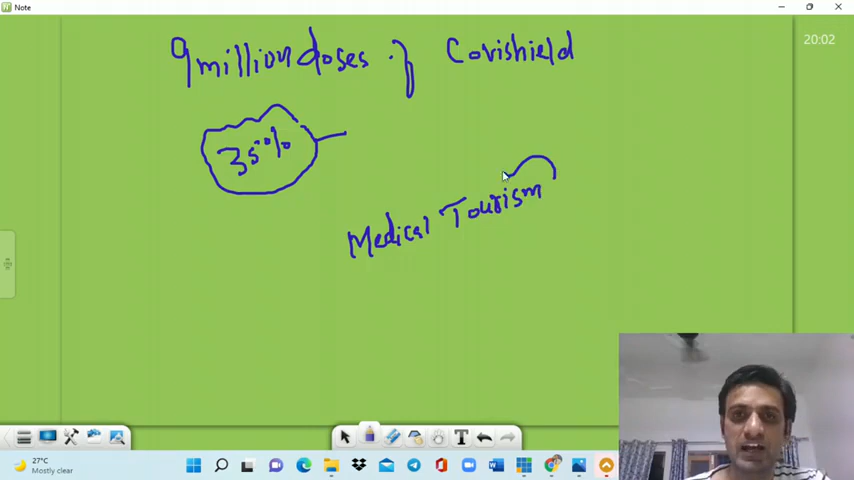 Note
20:02
9 million doses of Covishield
35%
Medical Tourism
27°C
Mostly clear